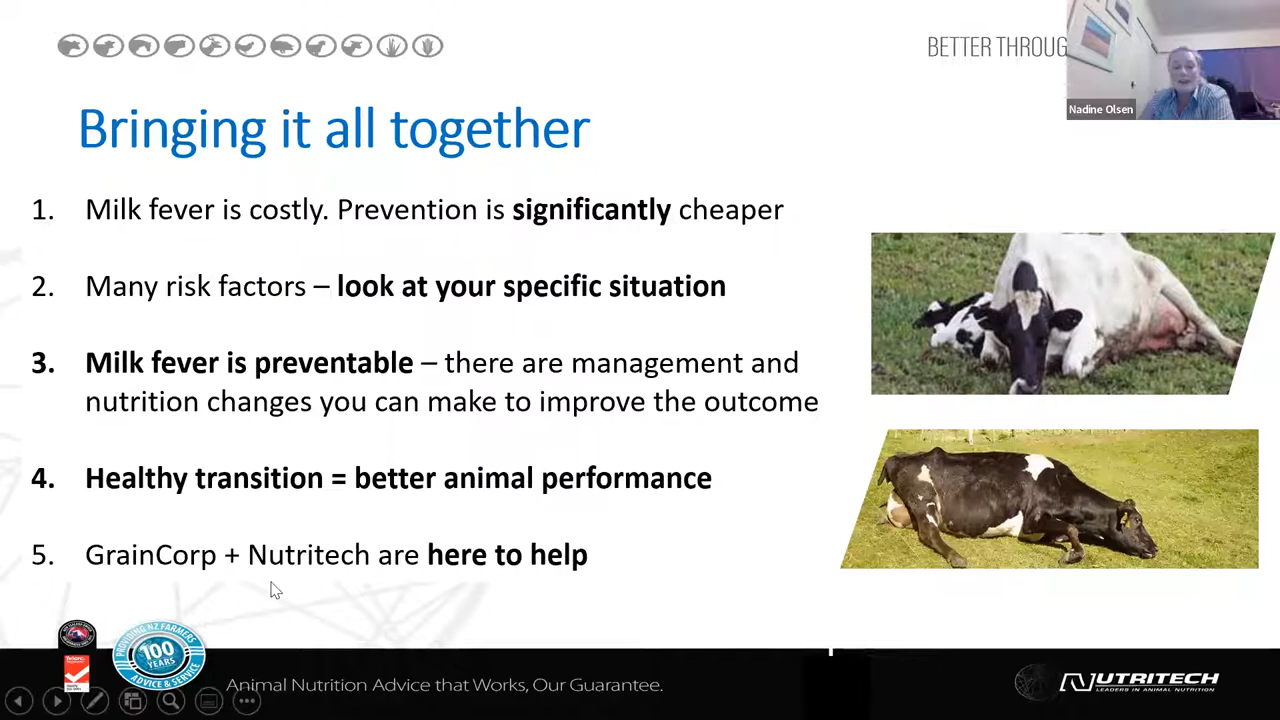 BETTER THROUG
Nadine Olsen
Bringing it all together
1. Milk fever is costly. Prevention is significantly cheaper
2. Many risk factors – look at your specific situation
3. Milk fever is preventable – there are management and
nutrition changes you can make to improve the outcome
4. Healthy transition = better animal performance
5. GrainCorp + Nutritech are here to help
PROVIDING NZ FARMERS
100
YEARS
ADVICE & SERVICE
Animal Nutrition Advice that Works, Our Guarantee.
NUTRITECH
LEADERS IN ANIMAL NUTRITION